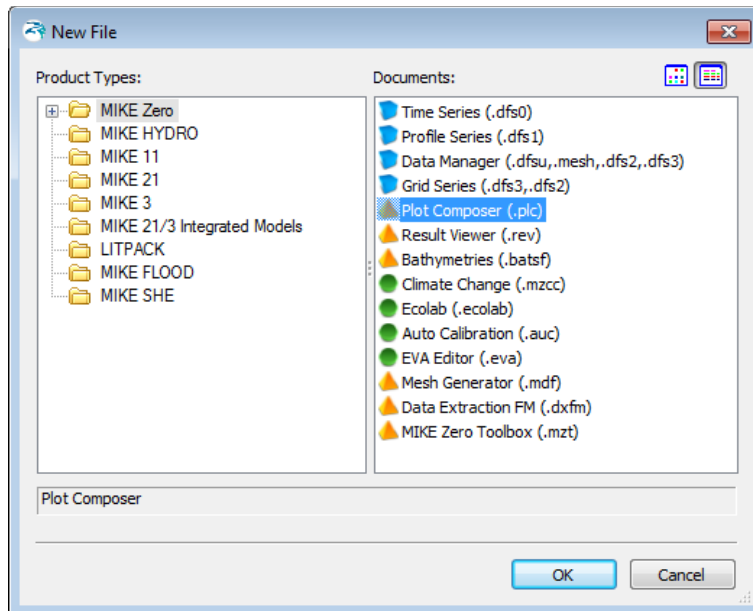 New File
Product Types:
Documents:
MIKE Zero
MIKE HYDRO
MIKE 11
MIKE 21
MIKE 3
MIKE 21/3 Integrated Models
LITPACK
MIKE FLOOD
MIKE SHE
Time Series (.dfs0)
Profile Series (.dfs1)
Data Manager (.dfsu,.mesh,.dfs2,.dfs3)
Grid Series (.dfs3,.dfs2)
Plot Composer (.plc)
Result Viewer (.rev)
Bathymetries (.batsf)
Climate Change (.mzcc)
Ecolab (.ecolab)
Auto Calibration (.auc)
EVA Editor (.eva)
Mesh Generator (.mdf)
Data Extraction FM (.dxfm)
MIKE Zero Toolbox (.mzt)
Plot Composer
OK
Cancel